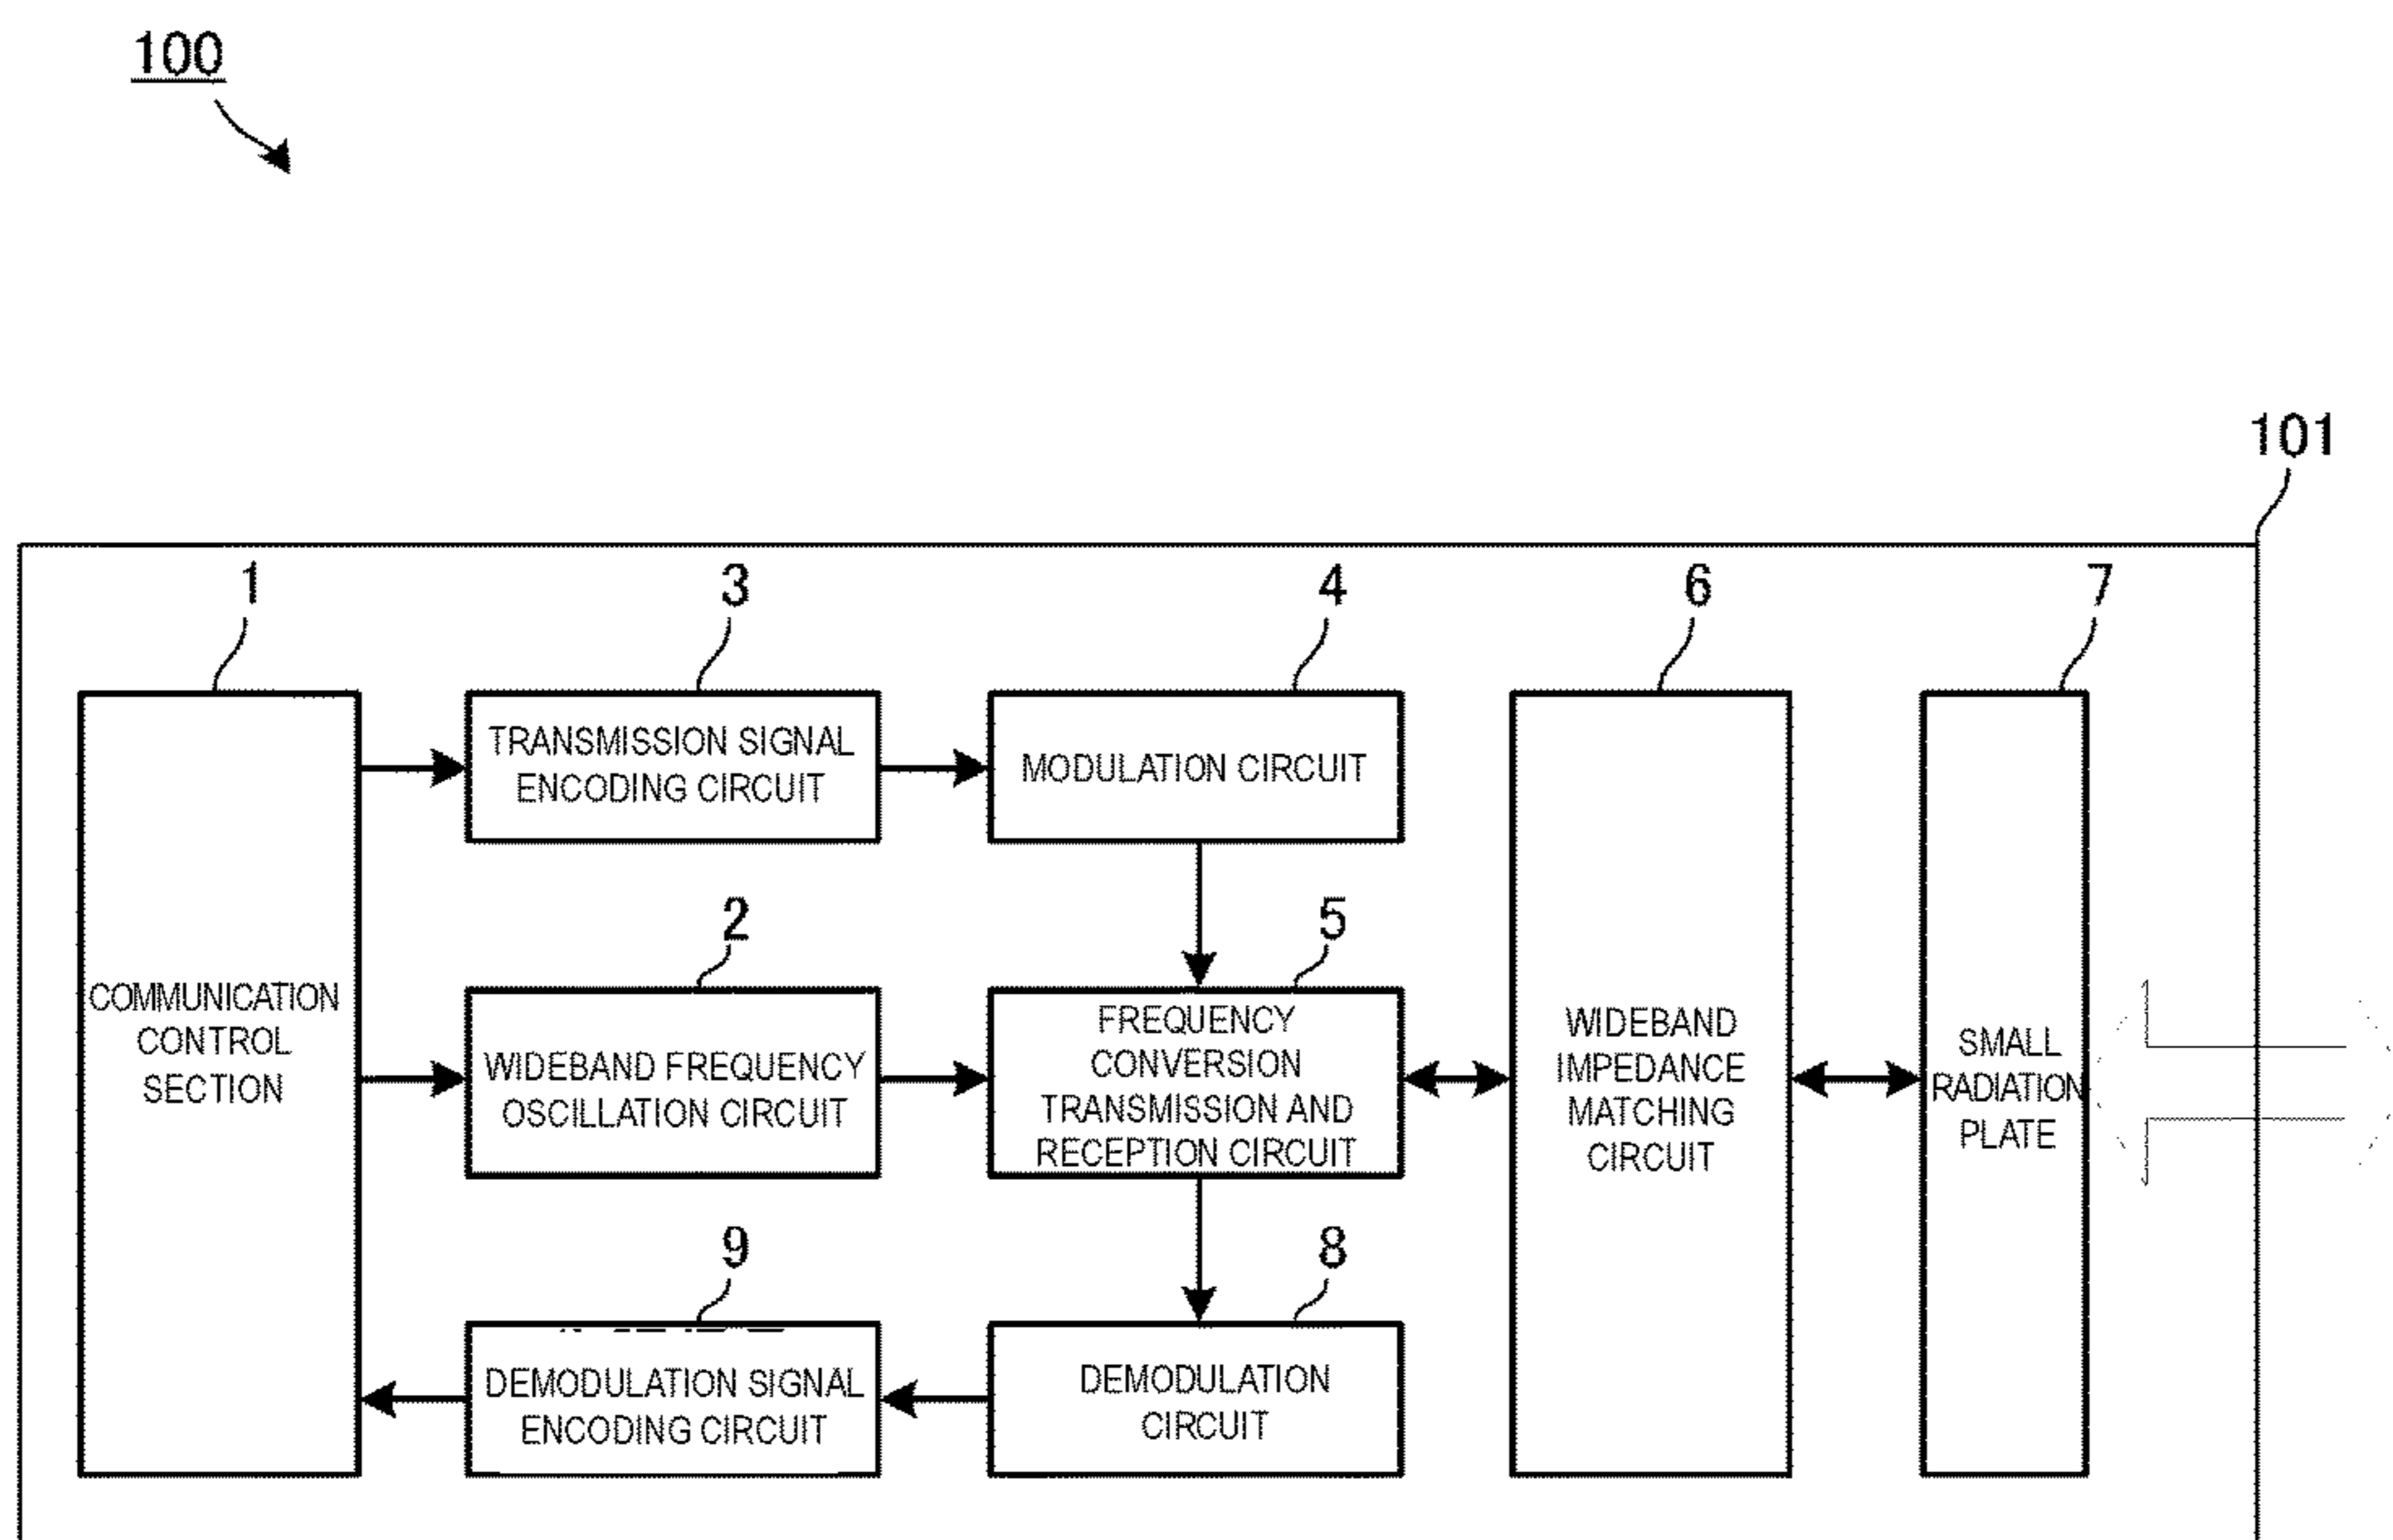 100
101
1
3
4
6
7
TRANSMISSION SIGNAL
ENCODING CIRCUIT
MODULATION CIRCUIT
2
5
COMMUNICATION
CONTROL
SECTION
WIDEBAND FREQUENCY
OSCILLATION CIRCUIT
FREQUENCY
CONVERSION
TRANSMISSION AND
RECEPTION CIRCUIT
WIDEBAND
IMPEDANCE
MATCHING
CIRCUIT
SMALL
RADIATION
PLATE
9
8
DEMODULATION SIGNAL
ENCODING CIRCUIT
DEMODULATION
CIRCUIT